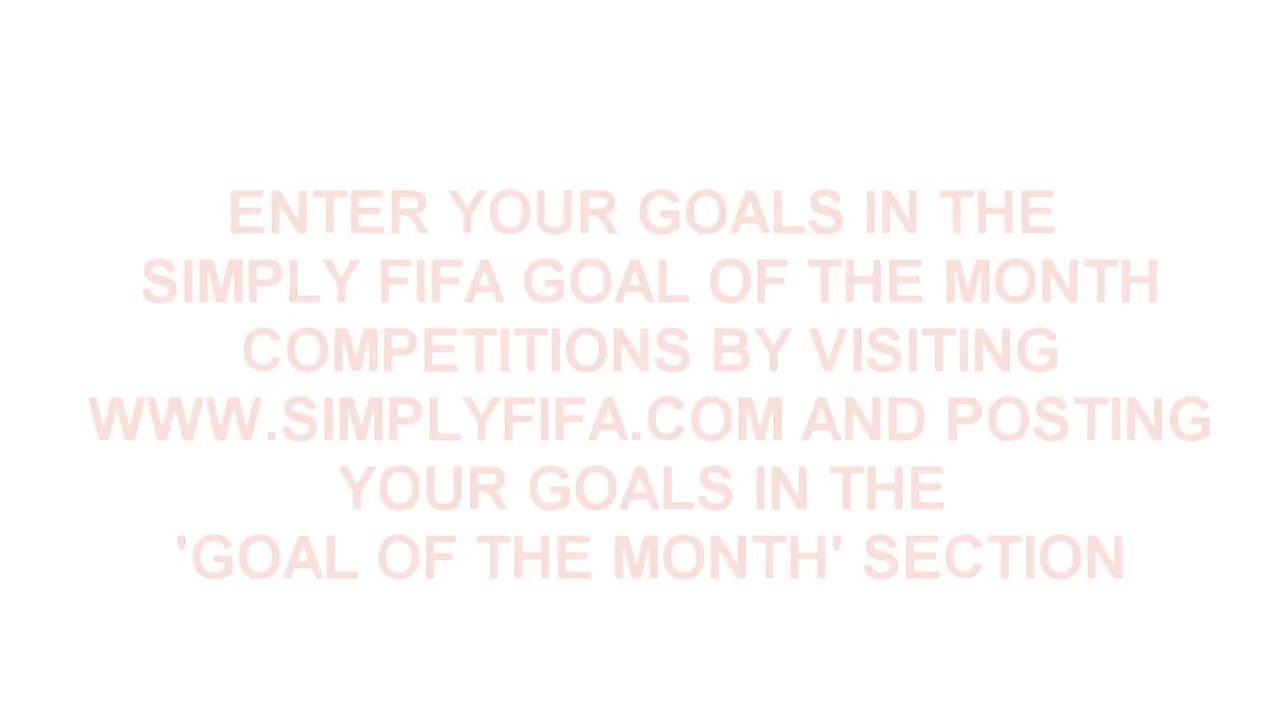 ENTER YOUR GOALS IN THE
SIMPLY FIFA GOAL OF THE MONTH
COMPETITIONS BY VISITING
WWW.SIMPLYFIFA.COM AND POSTING
YOUR GOALS IN THE
'GOAL OF THE MONTH' SECTION